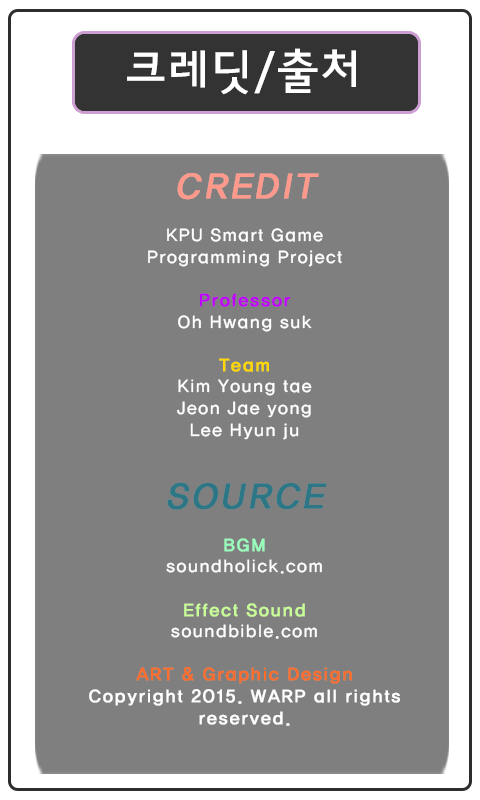 크레딧/출처
CREDIT
KPU Smart Game
Programming Project
Professor
Oh Hwang suk
Team
Kim Young tae
Jeon Jae yong
Lee Hyun ju
SOURCE
BGM
soundholick.com
Effect Sound
soundbible.com
ART & Graphic Design
Copyright 2015. WARP all rights
reserved.